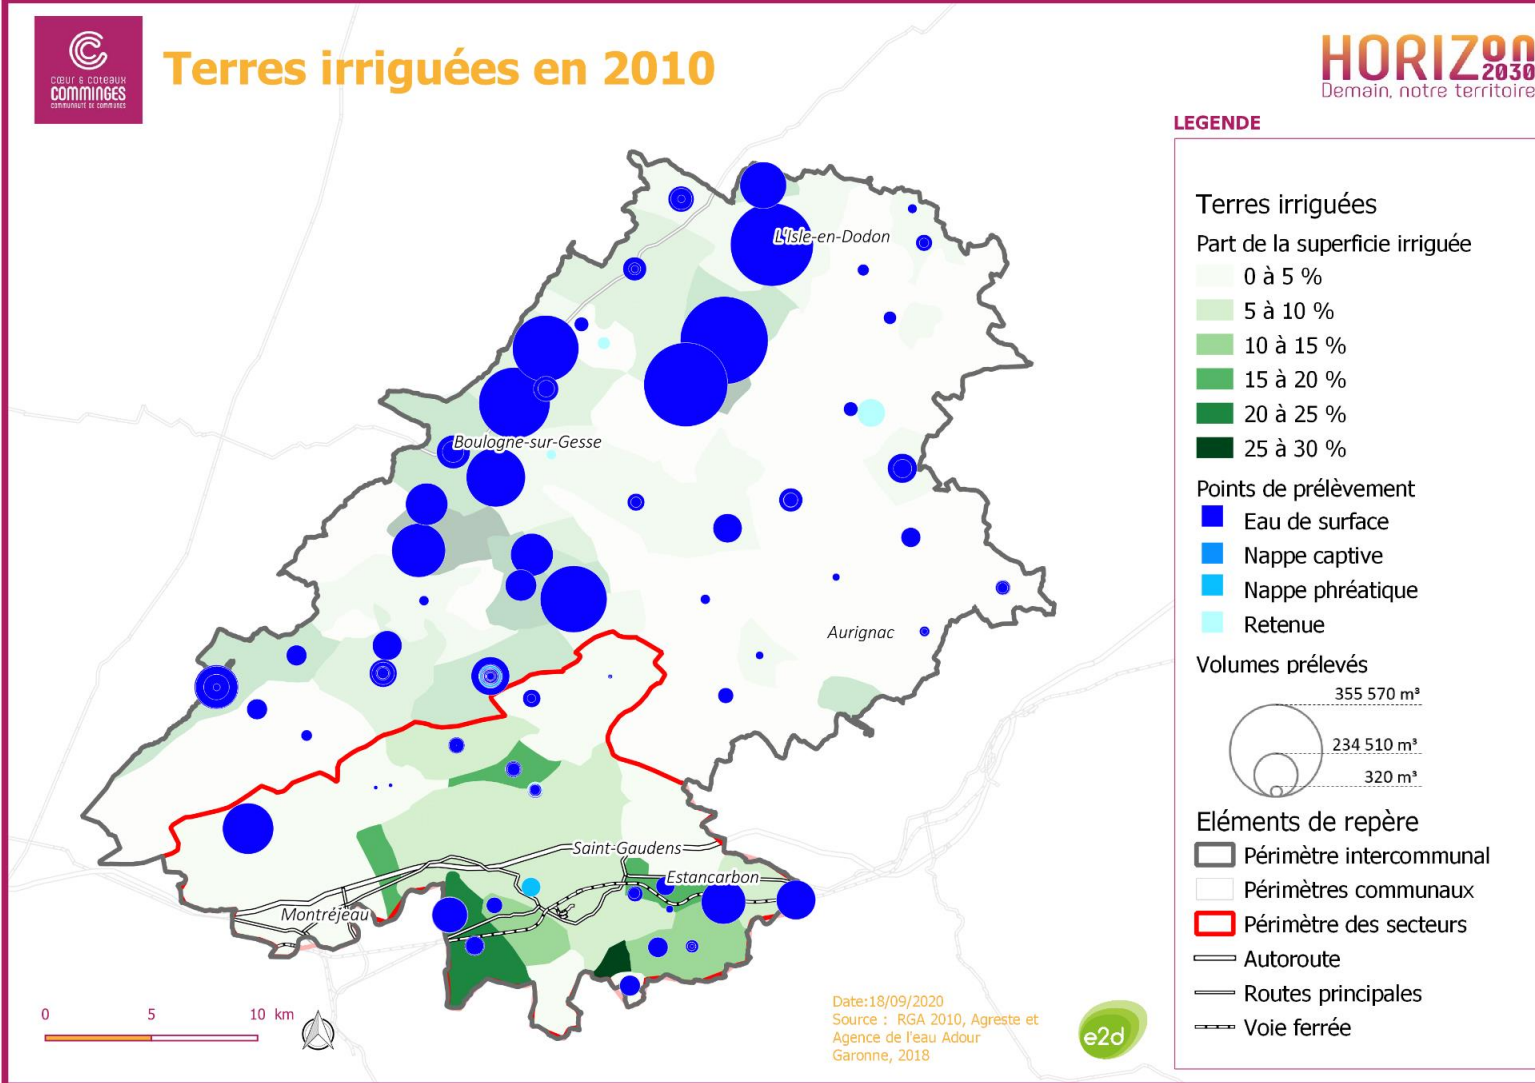 cœur & coteaux
COMMINGES
COMMUNAUTÉ DE COMMUNES
Terres irriguées en 2010
HORIZON
2030
Demain, notre territoire
LEGENDE
Terres irriguées
Part de la superficie irriguée
0 à 5 %
5 à 10 %
10 à 15 %
15 à 20 %
20 à 25 %
25 à 30 %
Points de prélèvement
Eau de surface
Nappe captive
Nappe phréatique
Retenue
Volumes prélevés
355 570 m³
234 510 m³
320 m³
Eléments de repère
Périmètre intercommunal
Périmètres communaux
Périmètre des secteurs
Autoroute
Routes principales
Voie ferrée
L'Isle-en-Dodon
Boulogne-sur-Gesse
Aurignac
Saint-Gaudens
Estancarbon
Montréjeau
0 5 10 km
Date:18/09/2020
Source : RGA 2010, Agreste et
Agence de l'eau Adour
Garonne, 2018
e2d